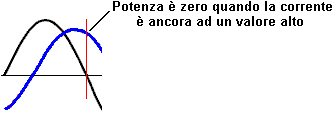 Potenza è zero quando la corrente
è ancora ad un valore alto